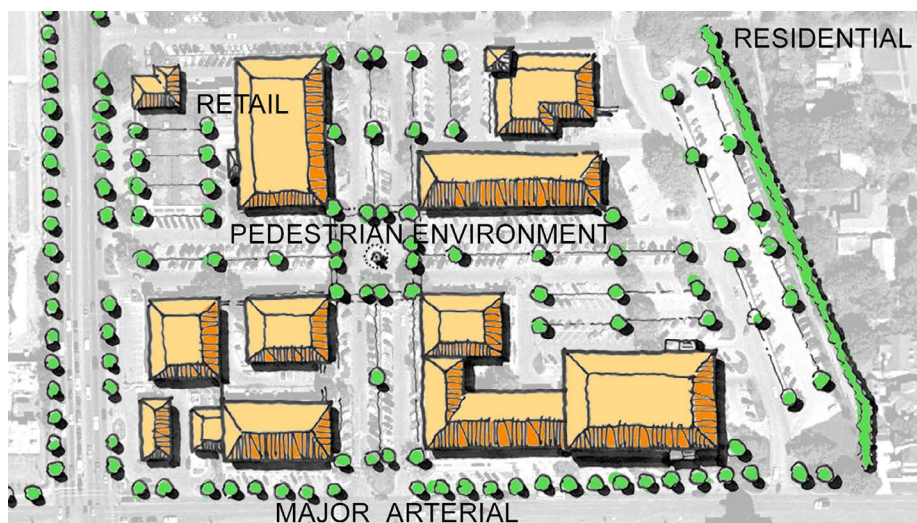 RESIDENTIAL
RETAIL
PEDESTRIAN ENVIRONMENT
MAJOR ARTERIAL